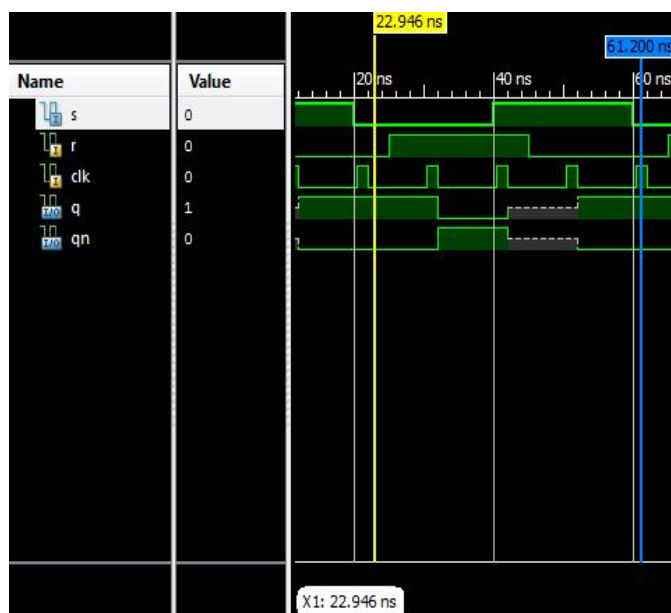 22.946 ns
61.200 ns
Name Value
20 ns 40 ns 60 ns
s 0
r 0
clk 0
q 1
qn 0
X1: 22.946 ns